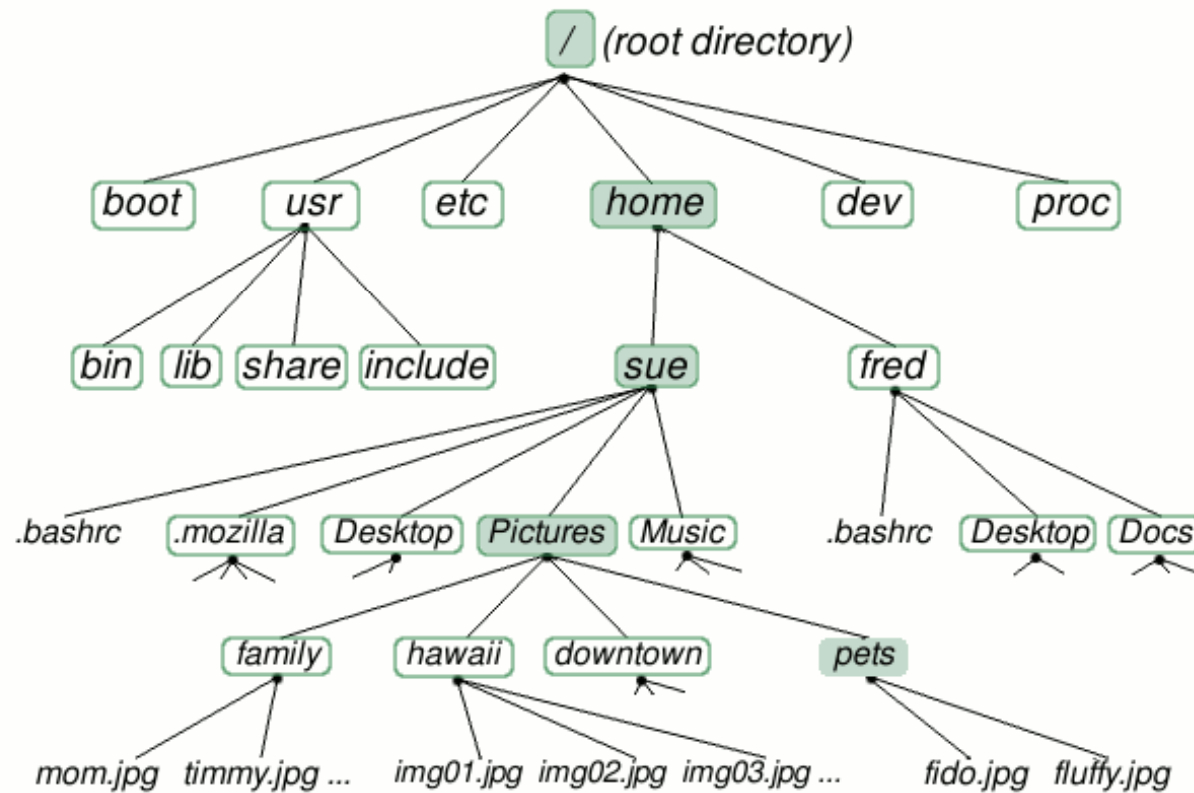 / (root directory)
boot usr etc home dev proc
bin lib share include sue fred
.bashrc .mozilla Desktop Pictures Music .bashrc Desktop Docs
family hawaii downtown pets
mom.jpg timmy.jpg ... img01.jpg img02.jpg img03.jpg ... fido.jpg fluffy.jpg